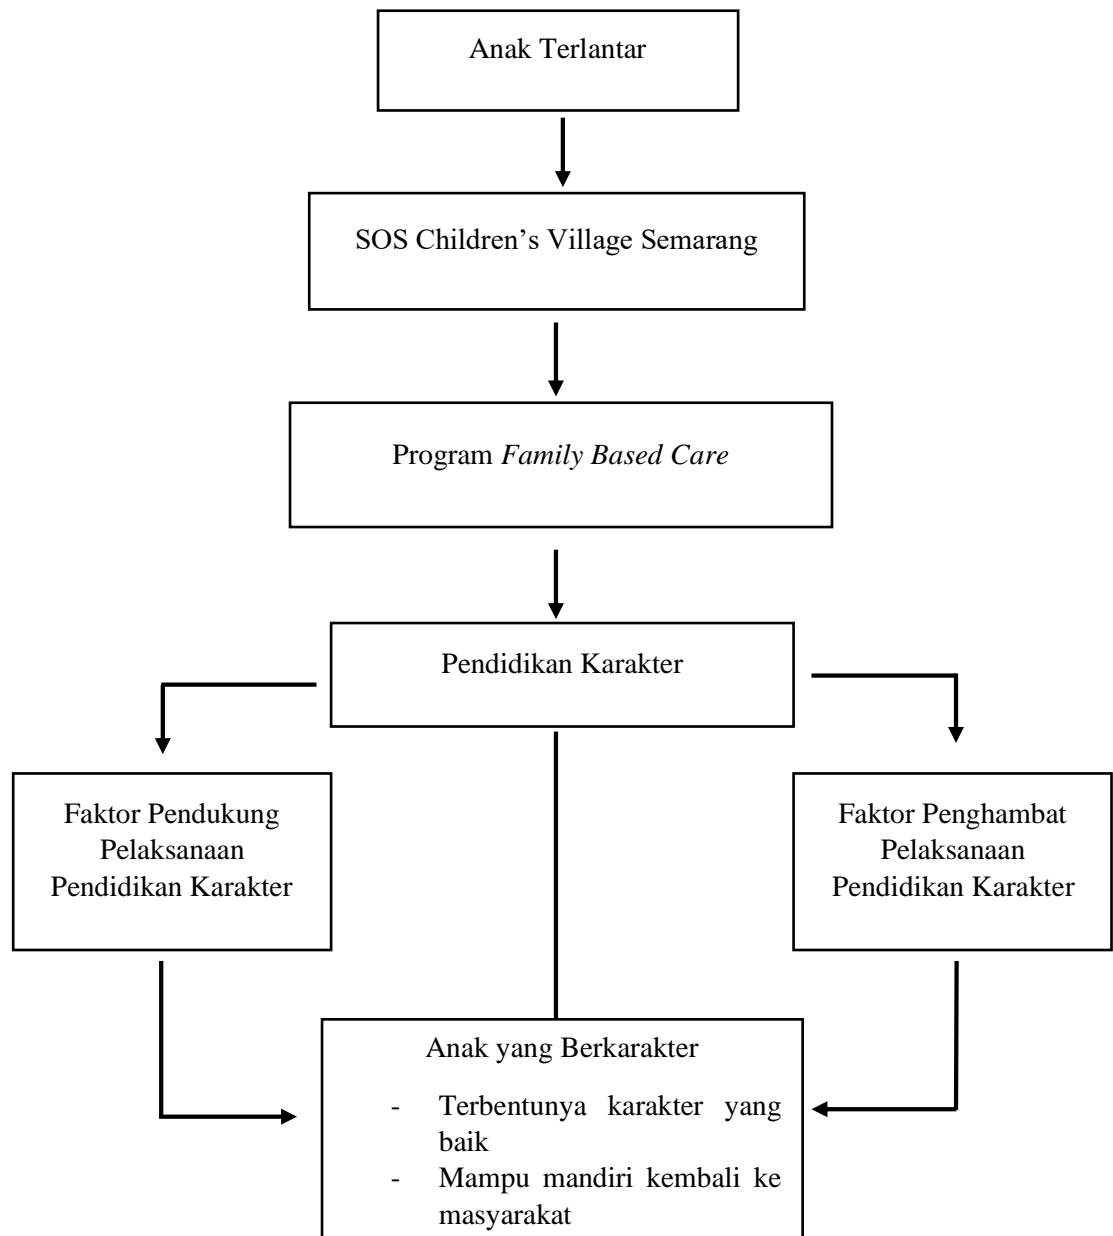 Anak Terlantar
SOS Children’s Village Semarang
Program Family Based Care
Pendidikan Karakter
Faktor Pendukung
Pelaksanaan
Pendidikan Karakter
Faktor Penghambat
Pelaksanaan
Pendidikan Karakter
Anak yang Berkarakter
- Terbentunya karakter yang
baik
- Mampu mandiri kembali ke
masyarakat